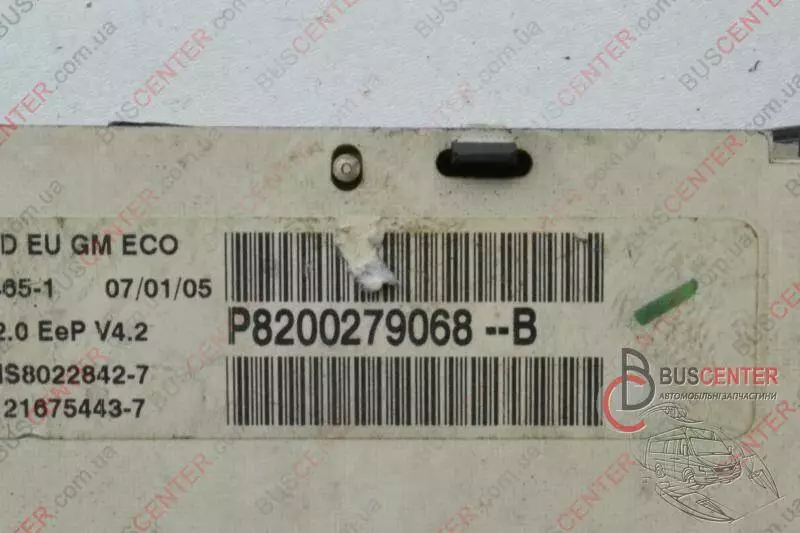 D EU GM ECO
465-1 07/01/05
2.0 EeP V4.2
P8200279068--B
S8022842-7
21675443-7
BUSCENTER
АВТОМОБІЛЬНІ ЗАПЧАСТИНИ
BUSCENTER.com.ua